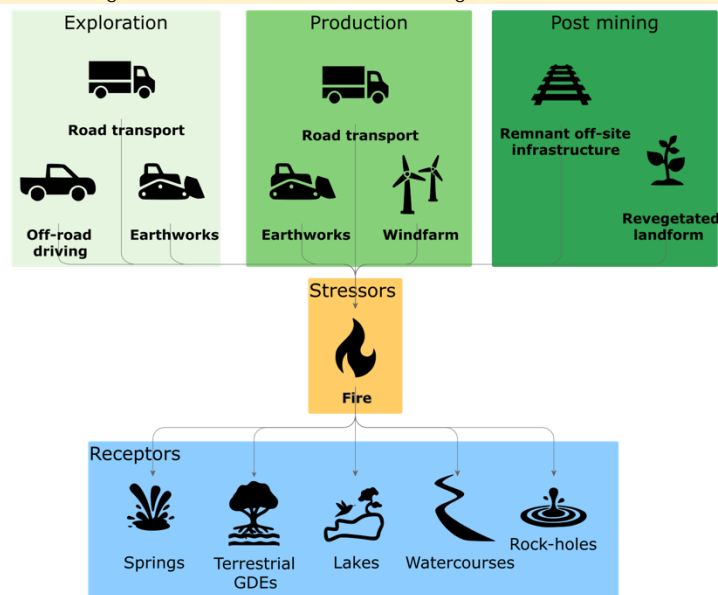 Exploration
Production
Post mining
Road transport
Road transport
Remnant off-site
infrastructure
Off-road
driving
Earthworks
Earthworks
Windfarm
Revegetated
landform
Stressors
Fire
Receptors
Springs
Terrestrial
GDEs
Lakes
Watercourses
Rock-holes